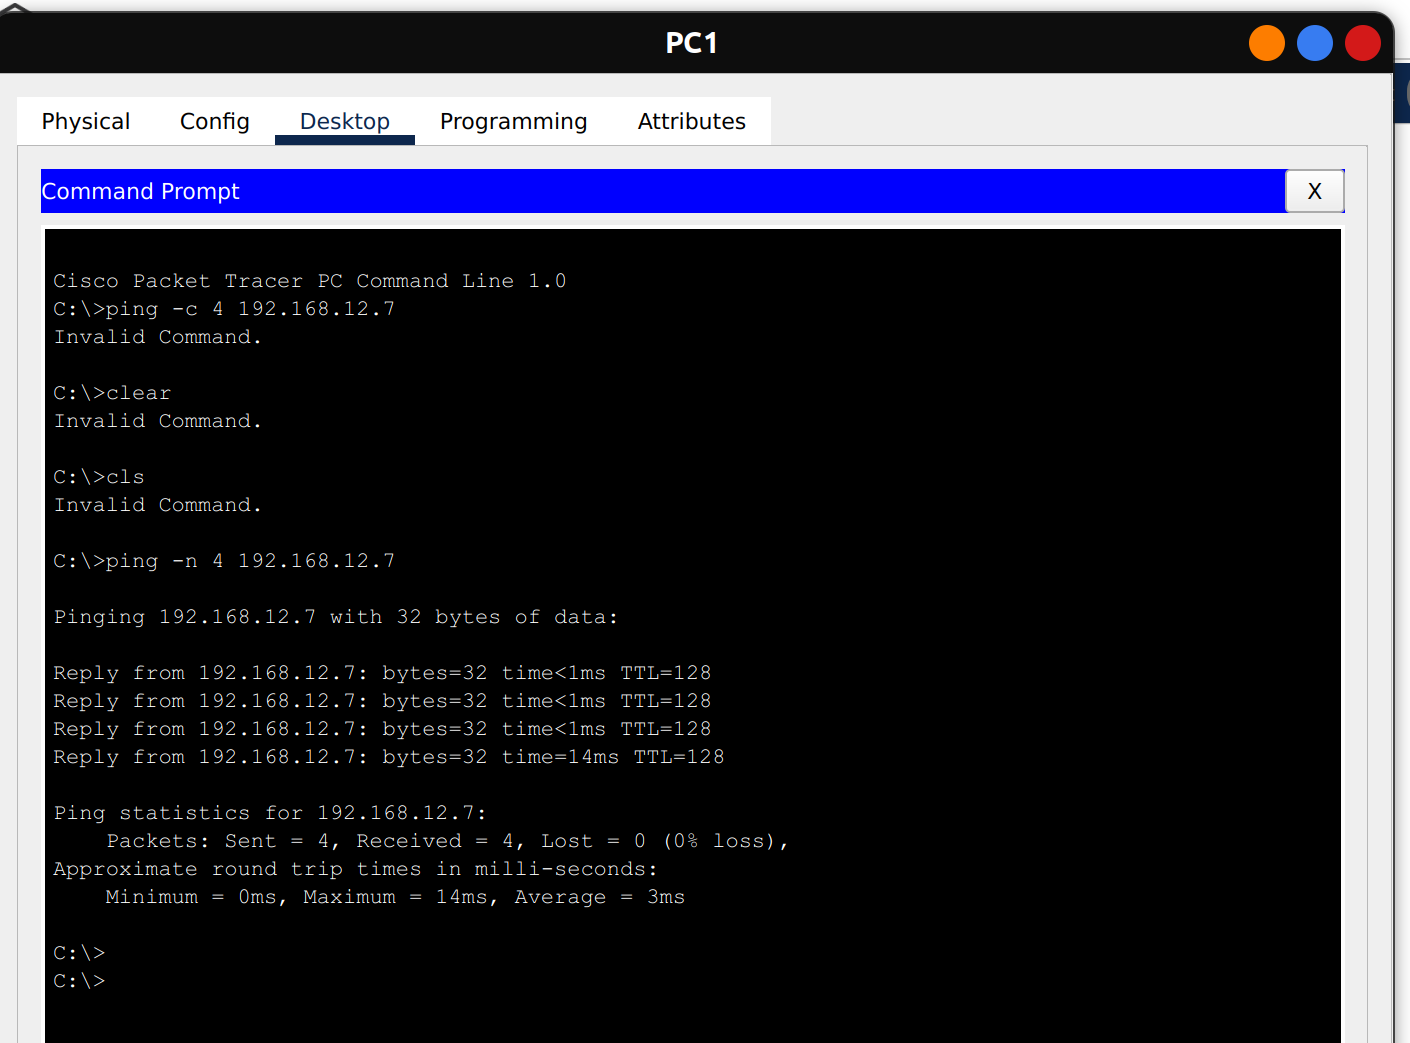 PC1
Physical Config Desktop Programming Attributes
Command Prompt X
Cisco Packet Tracer PC Command Line 1.0
C:\>ping -c 4 192.168.12.7
Invalid Command.
C:\>clear
Invalid Command.
C:\>cls
Invalid Command.
C:\>ping -n 4 192.168.12.7
Pinging 192.168.12.7 with 32 bytes of data:
Reply from 192.168.12.7: bytes=32 time<1ms TTL=128
Reply from 192.168.12.7: bytes=32 time<1ms TTL=128
Reply from 192.168.12.7: bytes=32 time<1ms TTL=128
Reply from 192.168.12.7: bytes=32 time=14ms TTL=128
Ping statistics for 192.168.12.7:
    Packets: Sent = 4, Received = 4, Lost = 0 (0% loss),
Approximate round trip times in milli-seconds:
    Minimum = 0ms, Maximum = 14ms, Average = 3ms
C:\>
C:\>